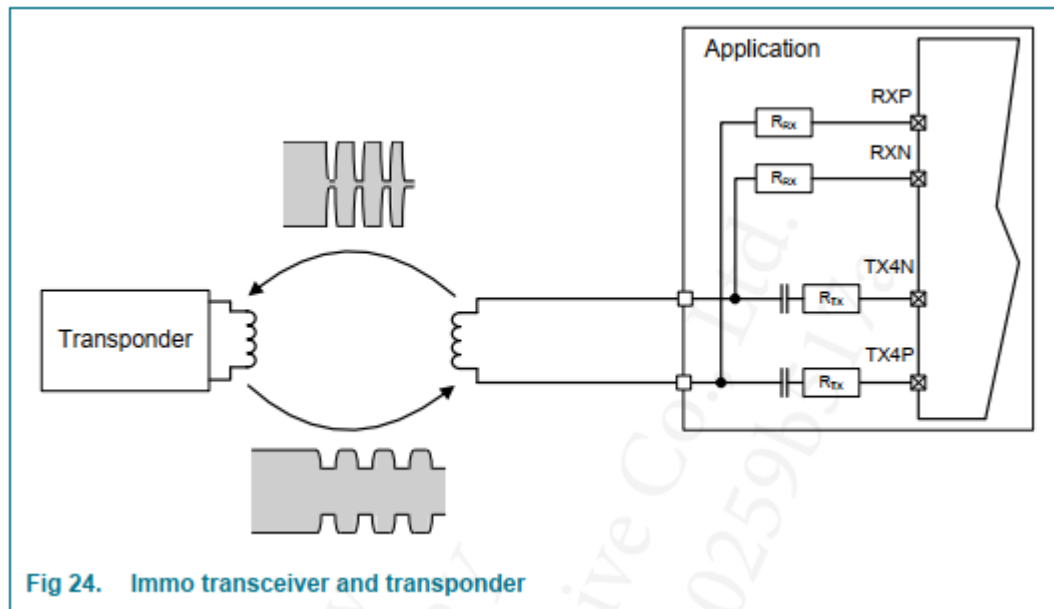 Application
RXP
RRX
RXN
RRX
TX4N
RTx
TX4P
RTx
Transponder
Fig 24. Immo transceiver and transponder